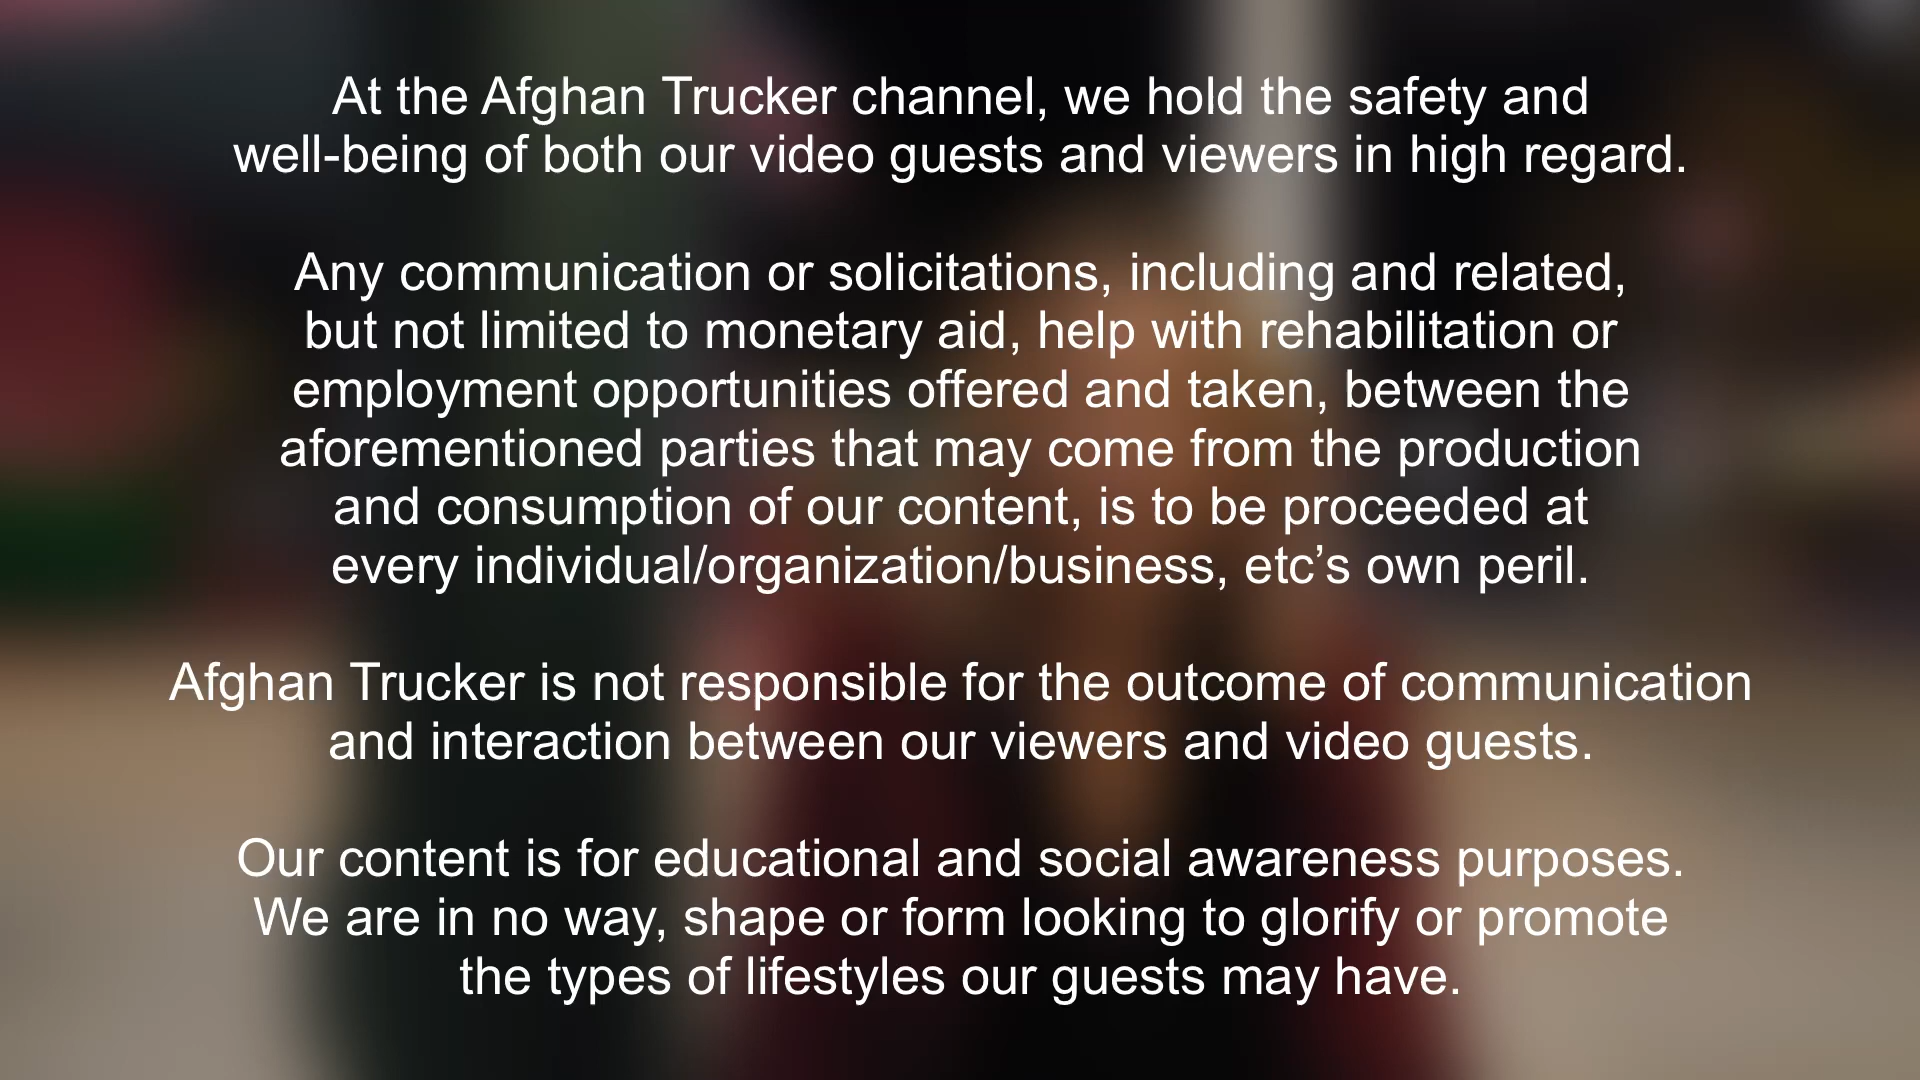 At the Afghan Trucker channel, we hold the safety and
well-being of both our video guests and viewers in high regard.
Any communication or solicitations, including and related,
but not limited to monetary aid, help with rehabilitation or
employment opportunities offered and taken, between the
aforementioned parties that may come from the production
and consumption of our content, is to be proceeded at
every individual/organization/business, etc’s own peril.
Afghan Trucker is not responsible for the outcome of communication
and interaction between our viewers and video guests.
Our content is for educational and social awareness purposes.
We are in no way, shape or form looking to glorify or promote
the types of lifestyles our guests may have.